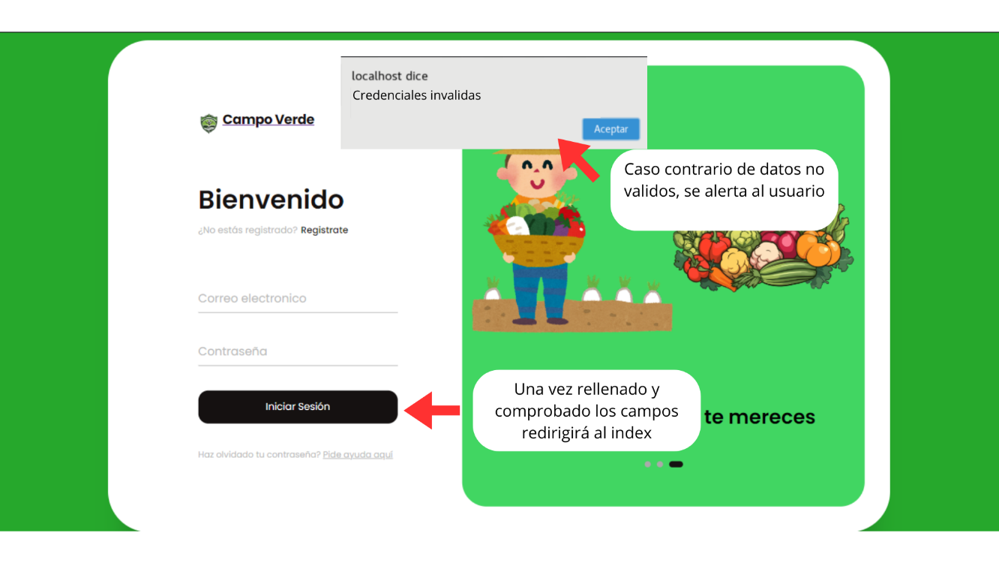 localhost dice
Credenciales invalidas
Aceptar
Campo Verde
Caso contrario de datos no
validos, se alerta al usuario
Bienvenido
¿No estás registrado? Registrate
Correo electronico
Contraseña
Iniciar Sesión
Una vez rellenado y
comprobado los campos
redirigirá al index
te mereces
Haz olvidado tu contraseña? Pide ayuda aquí